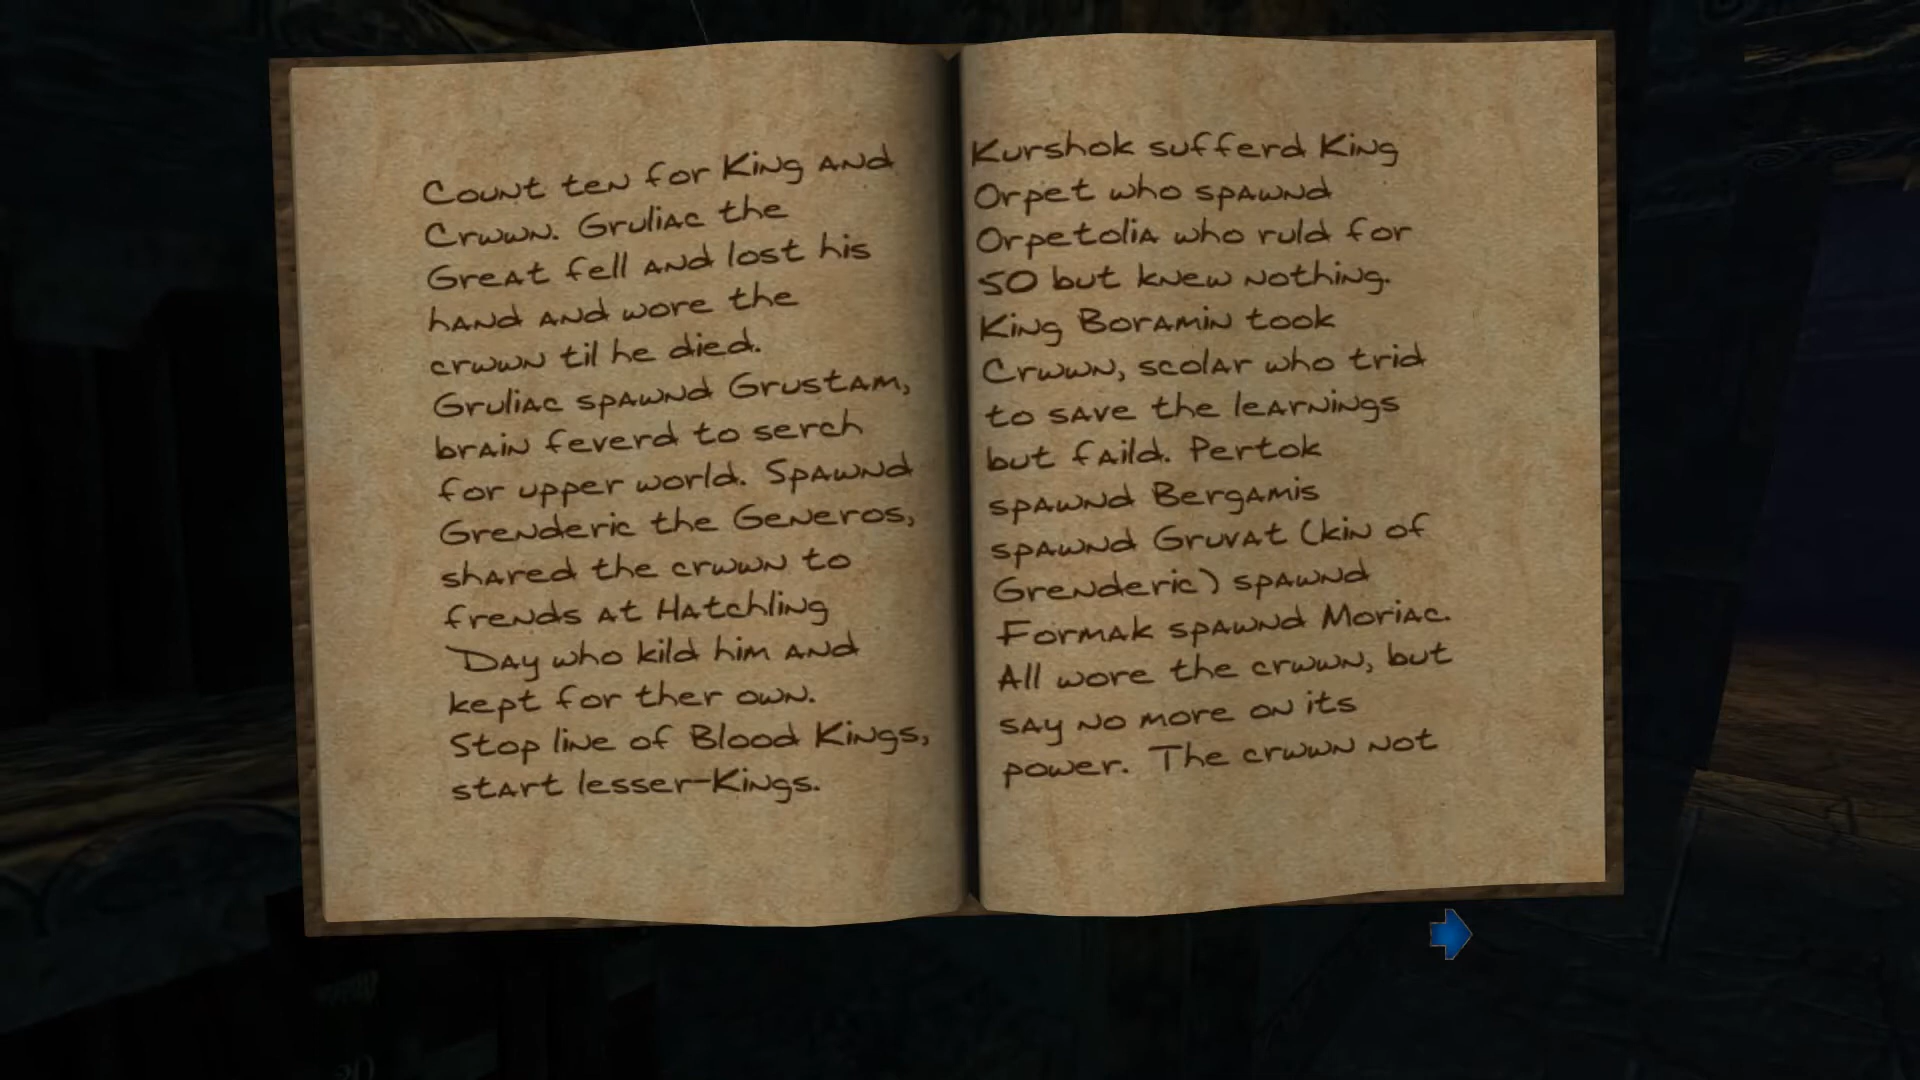 Count ten for King and
Crwwn. Gruliac the
Great fell and lost his
hand and wore the
crwwn til he died.
Gruliac spawnd Grustam,
brain feverd to serch
for upper world. Spawnd
Grenderic the Generos,
shared the crwwn to
frends at Hatchling
Day who kild him and
kept for ther own.
Stop line of Blood Kings,
start lesser-Kings.
Kurshok sufferd King
Orpet who spawnd
Orpetolia who ruld for
50 but knew nothing.
King Boramin took
Crwwn, scolar who trid
to save the learnings
but faild. Pertok
spawnd Bergamis
spawnd Gruvat (kin of
Grenderic) spawnd
Formak spawnd Moriac.
All wore the crwwn, but
say no more on its
power. The crwwn not